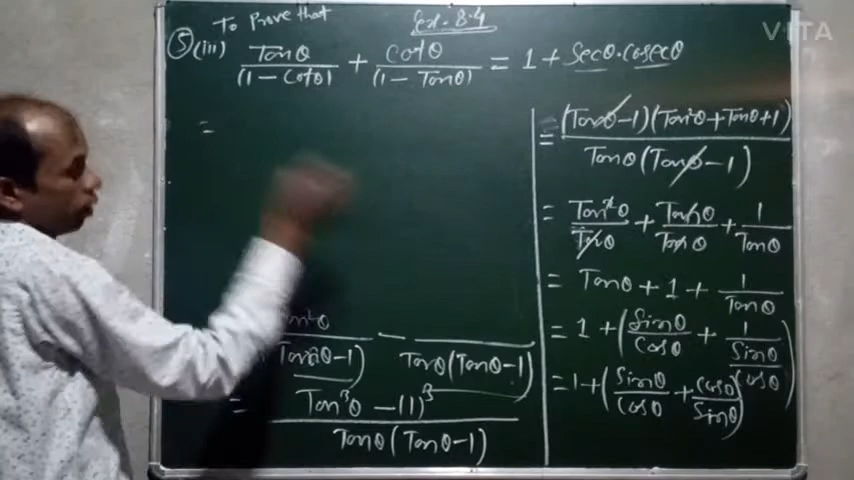 To Prove that
Ex. 8.4
⑤(iii) Tanθ/(1 - Cotθ) + Cotθ/(1 - Tanθ) = 1 + Secθ.Cosecθ
=
Tanθ(Tanθ-1)
= Tan³θ - (1)³ / Tanθ(Tanθ-1)
= (Tanθ-1)(Tan²θ+Tanθ+1) / Tanθ(Tanθ-1)
= Tan²θ/Tanθ + Tanθ/Tanθ + 1/Tanθ
= Tanθ + 1 + 1/Tanθ
= 1 + (Sinθ/Cosθ + 1/(Sinθ/Cosθ))
= 1 + (Sinθ/Cosθ + Cosθ/Sinθ)
VITA